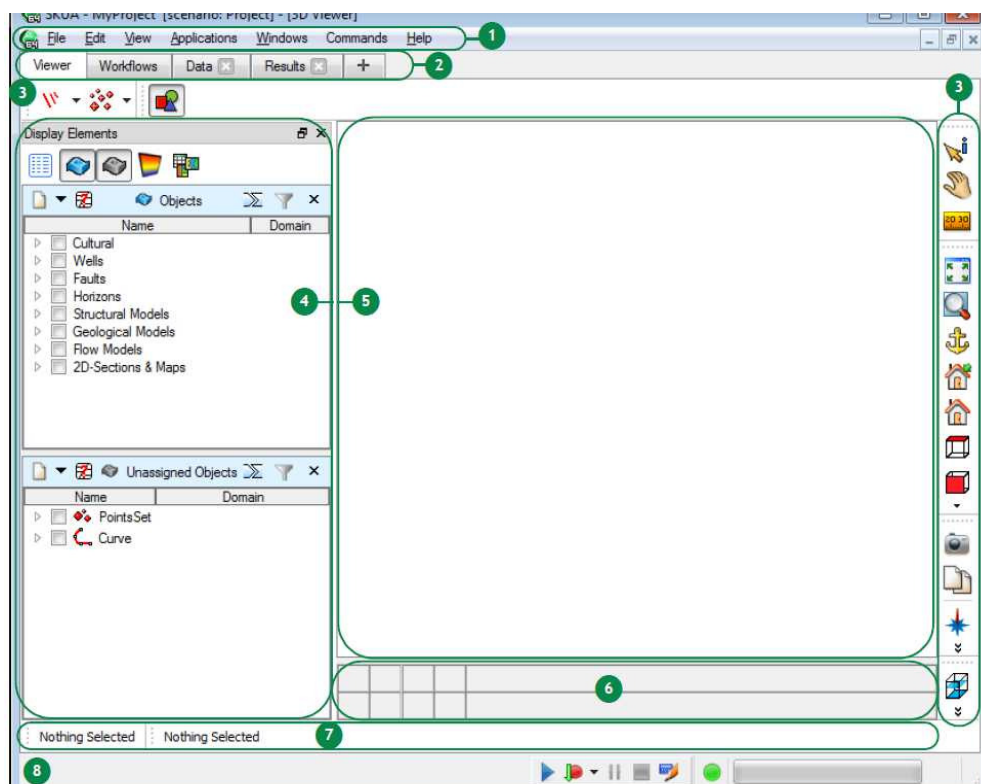 SKUA - MyProject [scenario: Project] - [3D Viewer]
File Edit View Applications Windows Commands Help 1
Viewer Workflows Data Results + 2
3
3
Display Elements
Objects
Name Domain
Cultural
Wells
Faults
Horizons
Structural Models
Geological Models
Flow Models
2D-Sections & Maps
4 5
20 30
Unassigned Objects
Name Domain
PointsSet
Curve
6
Nothing Selected Nothing Selected 7
8